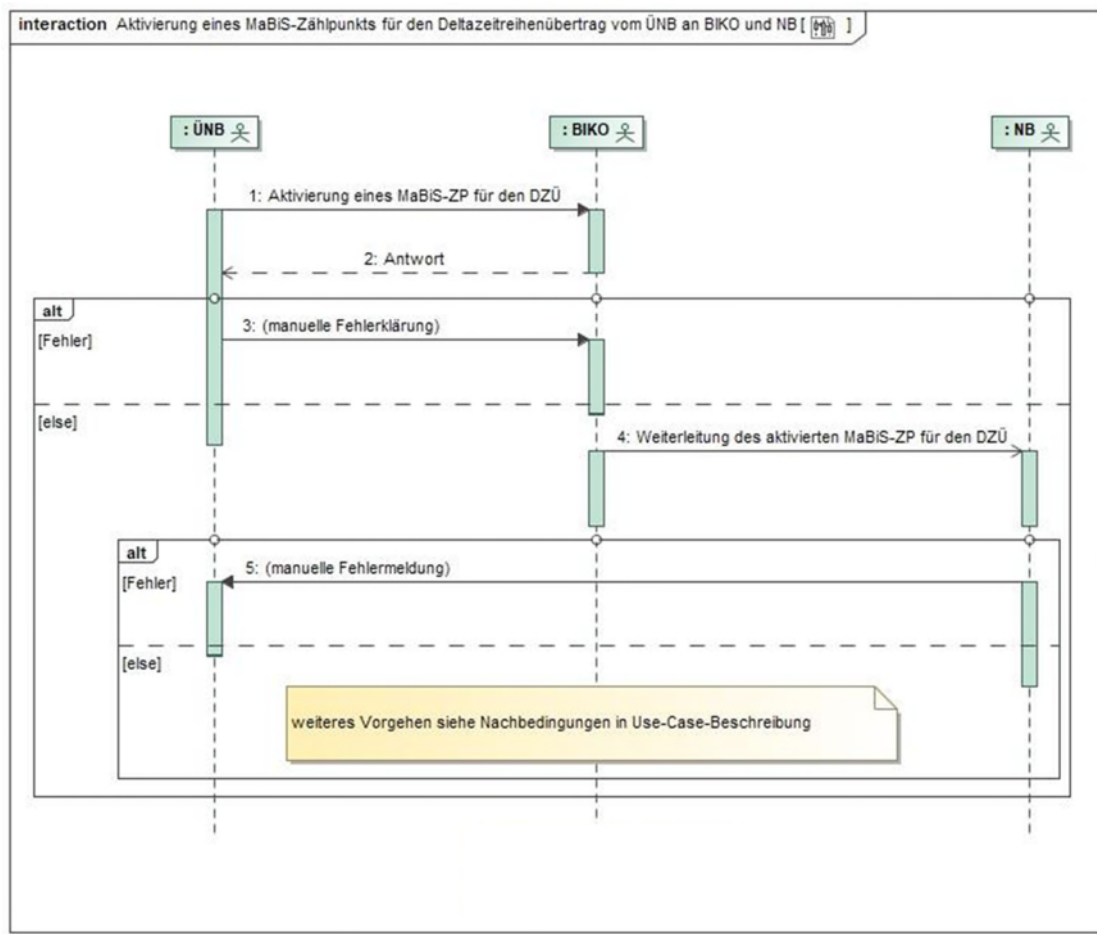 interaction Aktivierung eines MaBiS-Zählpunkts für den Deltazeitreihenübertrag vom ÜNB an BIKO und NB [ ]
: ÜNB
: BIKO
: NB
1: Aktivierung eines MaBiS-ZP für den DZÜ
2: Antwort
alt
[Fehler]
3: (manuelle Fehlerklärung)
[else]
4: Weiterleitung des aktivierten MaBiS-ZP für den DZÜ
alt
[Fehler]
5: (manuelle Fehlermeldung)
[else]
weiteres Vorgehen siehe Nachbedingungen in Use-Case-Beschreibung